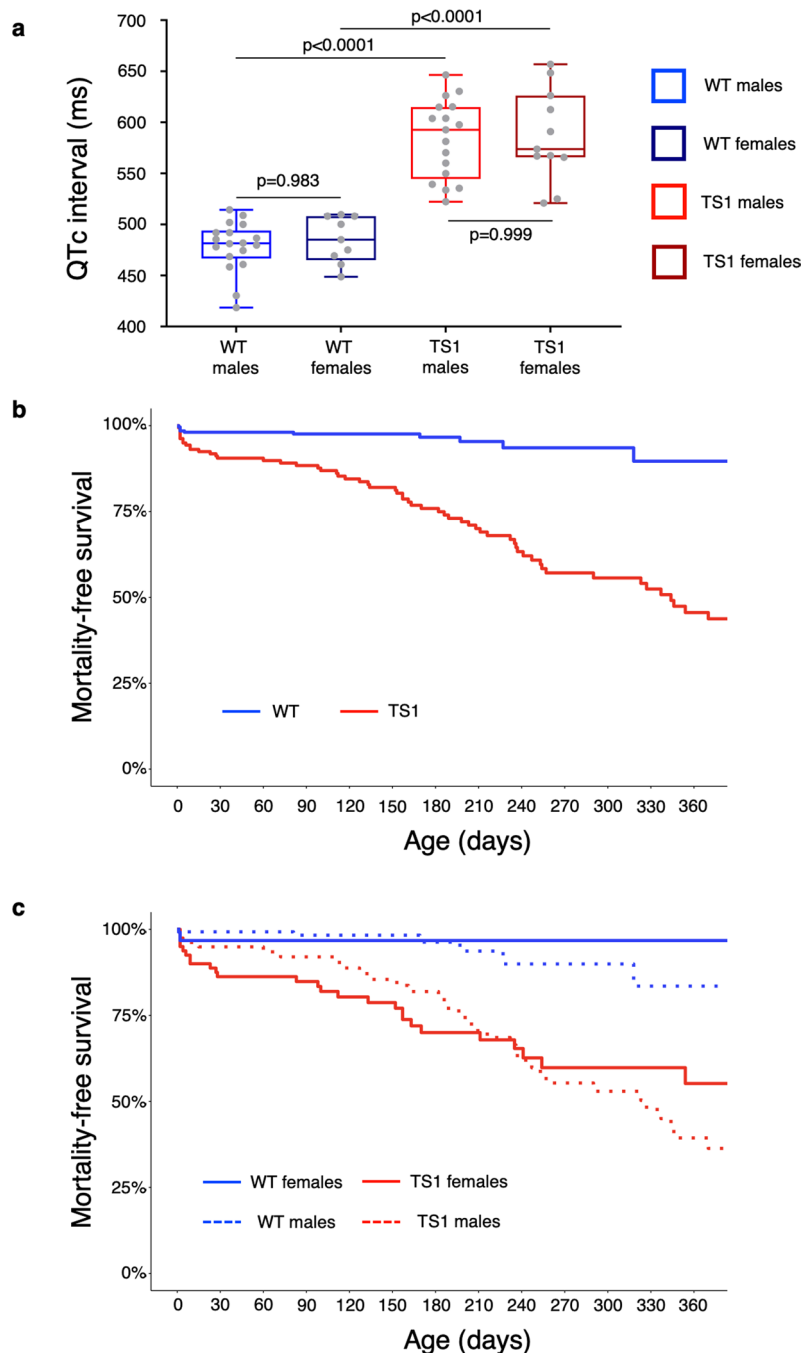 a
QTc interval (ms)
700
650
600
550
500
450
400
p<0.0001
p<0.0001
p=0.983
p=0.999
WT males
WT females
TS1 males
TS1 females
WT males
WT females
TS1 males
TS1 females
b
Mortality-free survival
100%
75%
50%
25%
0%
WT TS1
0 30 60 90 120 150 180 210 240 270 300 330 360
Age (days)
c
Mortality-free survival
100%
75%
50%
25%
0%
WT females TS1 females
WT males TS1 males
0 30 60 90 120 150 180 210 240 270 300 330 360
Age (days)